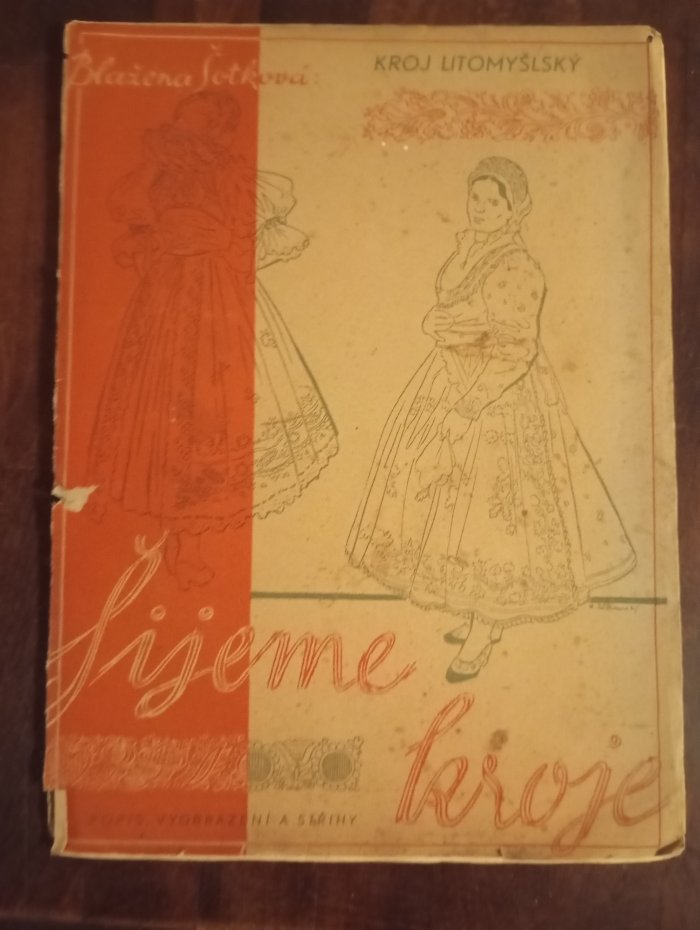 Blažena Šotková:
KROJ LITOMYŠLSKÝ
Šijeme
kroje
POPIS, VYOBRAZENÍ A STŘIHY